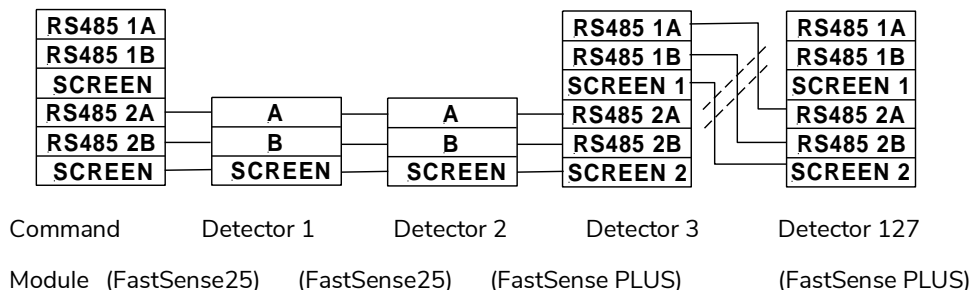 RS485 1A RS485 1A RS485 1A
RS485 1B RS485 1B RS485 1B
SCREEN SCREEN 1 SCREEN 1
RS485 2A A A RS485 2A RS485 2A
RS485 2B B B RS485 2B RS485 2B
SCREEN SCREEN SCREEN SCREEN 2 SCREEN 2
Command Detector 1 Detector 2 Detector 3 Detector 127
Module (FastSense25) (FastSense25) (FastSense PLUS) (FastSense PLUS)